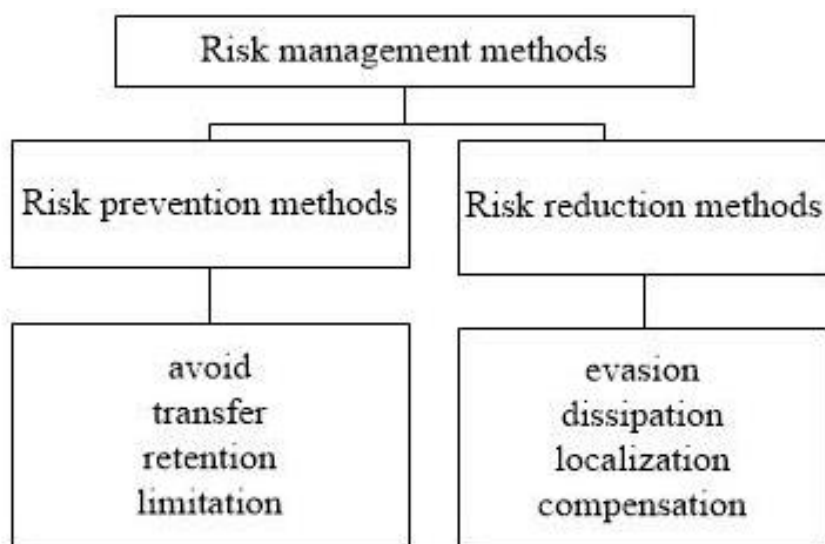 Risk management methods
Risk prevention methods
Risk reduction methods
avoid
transfer
retention
limitation
evasion
dissipation
localization
compensation